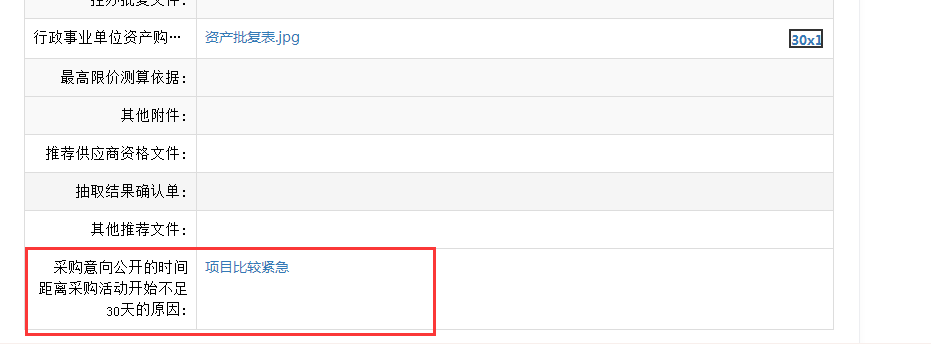 行政事业单位资产购… 资产批复表.jpg 30x1
最高限价测算依据：
其他附件：
推荐供应商资格文件：
抽取结果确认单：
其他推荐文件：
采购意向公开的时间 项目比较紧急
距离采购活动开始不足
30天的原因：